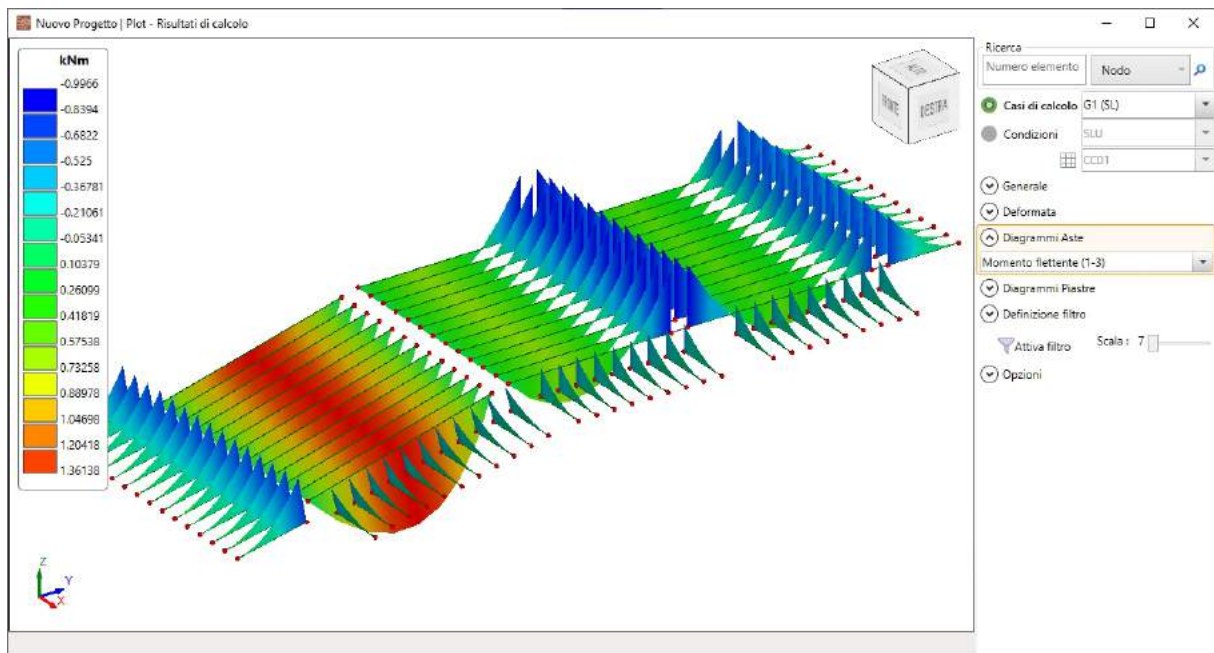 Nuovo Progetto | Plot - Risultati di calcolo
kNm
-0.9966
-0.8394
-0.6822
-0.525
-0.36781
-0.21061
-0.05341
0.10379
0.26099
0.41819
0.57538
0.73258
0.88978
1.04698
1.20418
1.36138
FRONTE
DESTRA
Z
Y
X
Ricerca
Numero elemento
Nodo
Casi di calcolo
G1 (SL)
Condizioni
SLU
CC01
Generale
Deformata
Diagrammi Aste
Momento flettente (1-3)
Diagrammi Piastre
Definizione filtro
Attiva filtro
Scala : 7
Opzioni